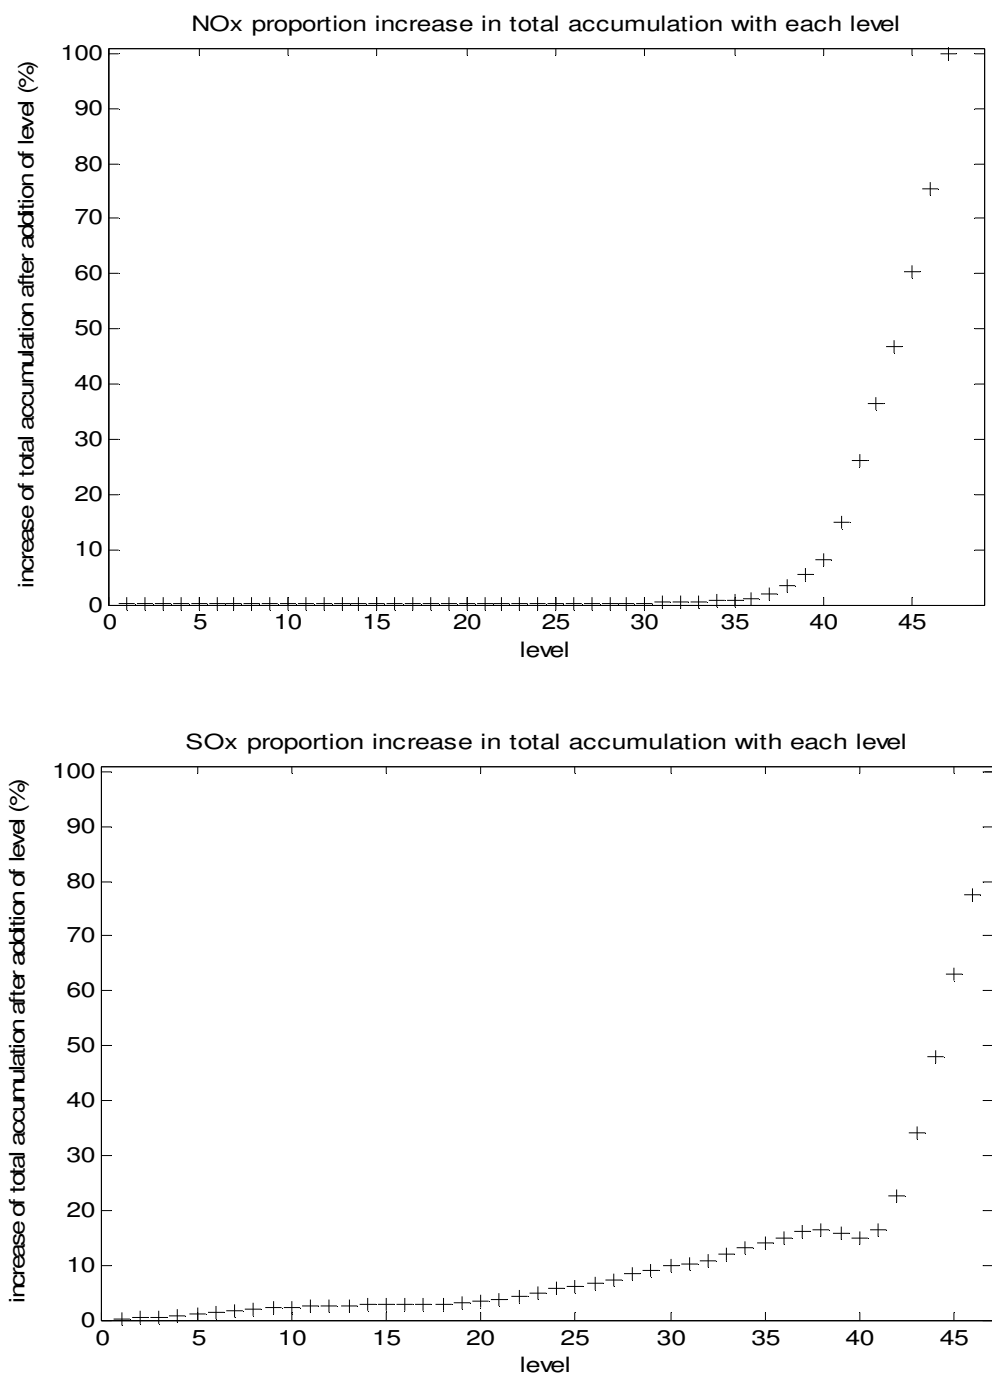 NOx proportion increase in total accumulation with each level
increase of total accumulation after addition of level (%)
100
90
80
70
60
50
40
30
20
10
0
0 5 10 15 20 25 30 35 40 45
level
SOx proportion increase in total accumulation with each level
increase of total accumulation after addition of level (%)
100
90
80
70
60
50
40
30
20
10
0
0 5 10 15 20 25 30 35 40 45
level